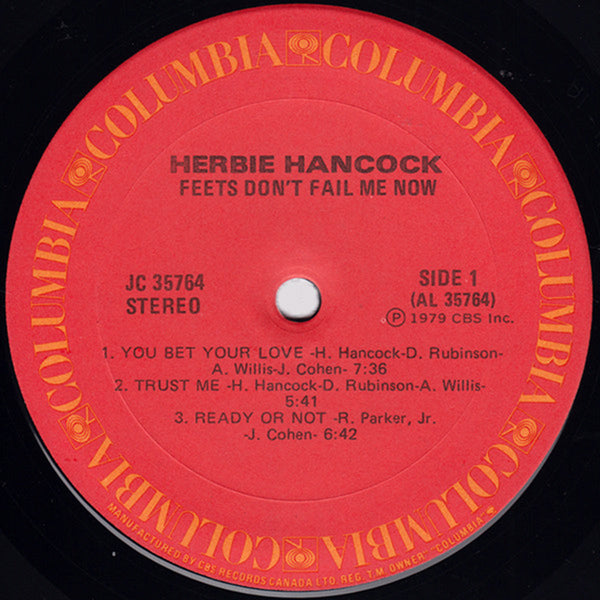 COLUMBIA COLUMBIA COLUMBIA COLUMBIA COLUMBIA COLUMBIA COLUMBIA COLUMBIA
HERBIE HANCOCK
FEETS DON'T FAIL ME NOW
JC 35764
STEREO
SIDE 1
(AL 35764)
Ⓟ 1979 CBS Inc.
1. YOU BET YOUR LOVE -H. Hancock-D. Rubinson-
A. Willis-J. Cohen- 7:36
2. TRUST ME -H. Hancock-D. Rubinson-A. Willis-
5:41
3. READY OR NOT -R. Parker, Jr.
-J. Cohen- 6:42
MANUFACTURED BY CBS RECORDS CANADA LTD. REG. T.M. OWNER "COLUMBIA"